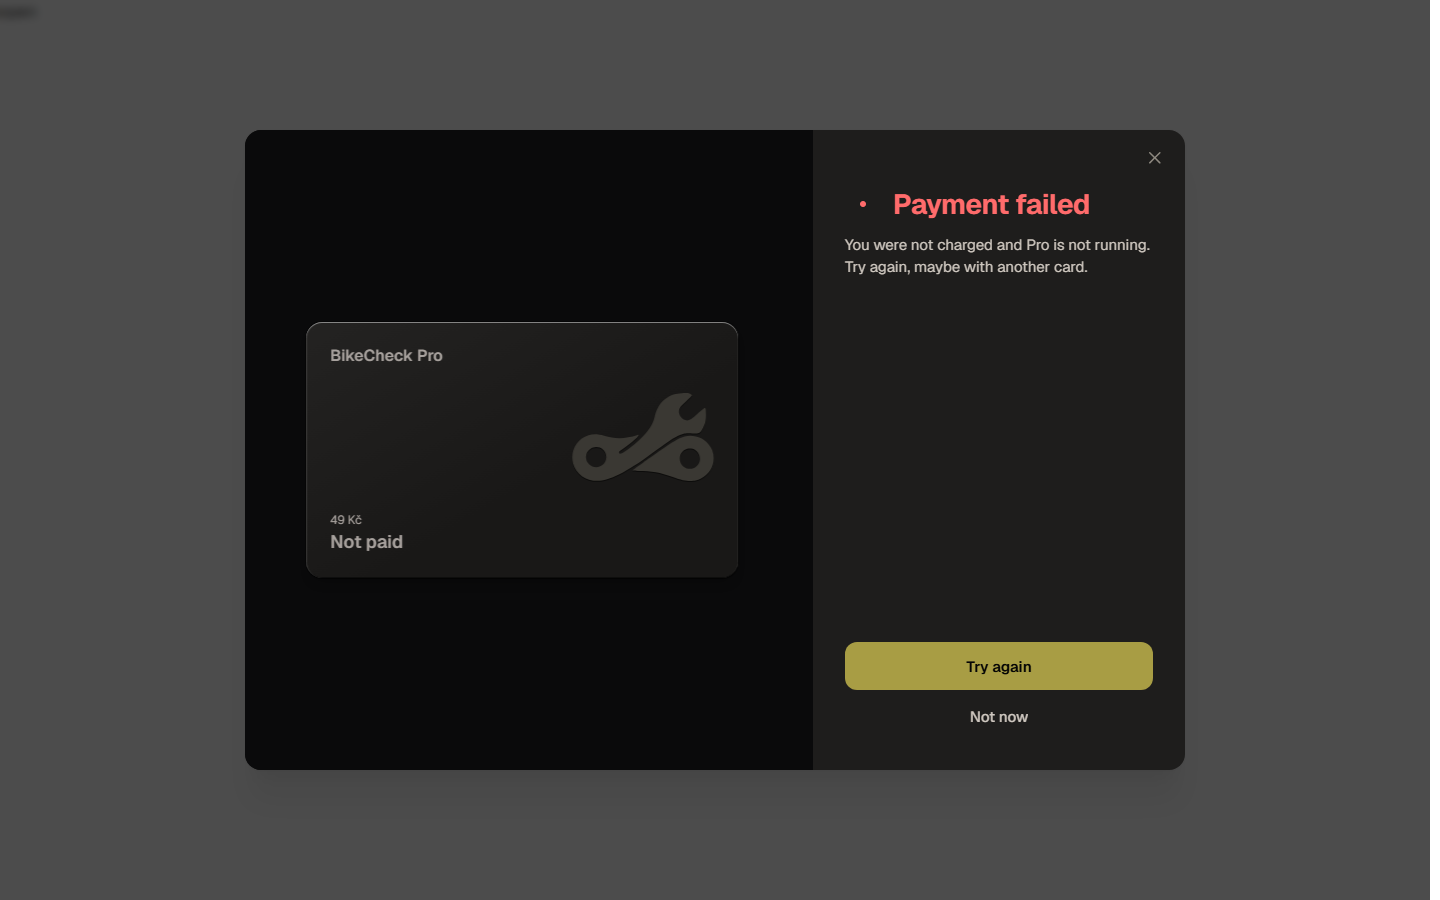 BikeCheck Pro
49 Kč
Not paid
Payment failed
You were not charged and Pro is not running.
Try again, maybe with another card.
Try again
Not now